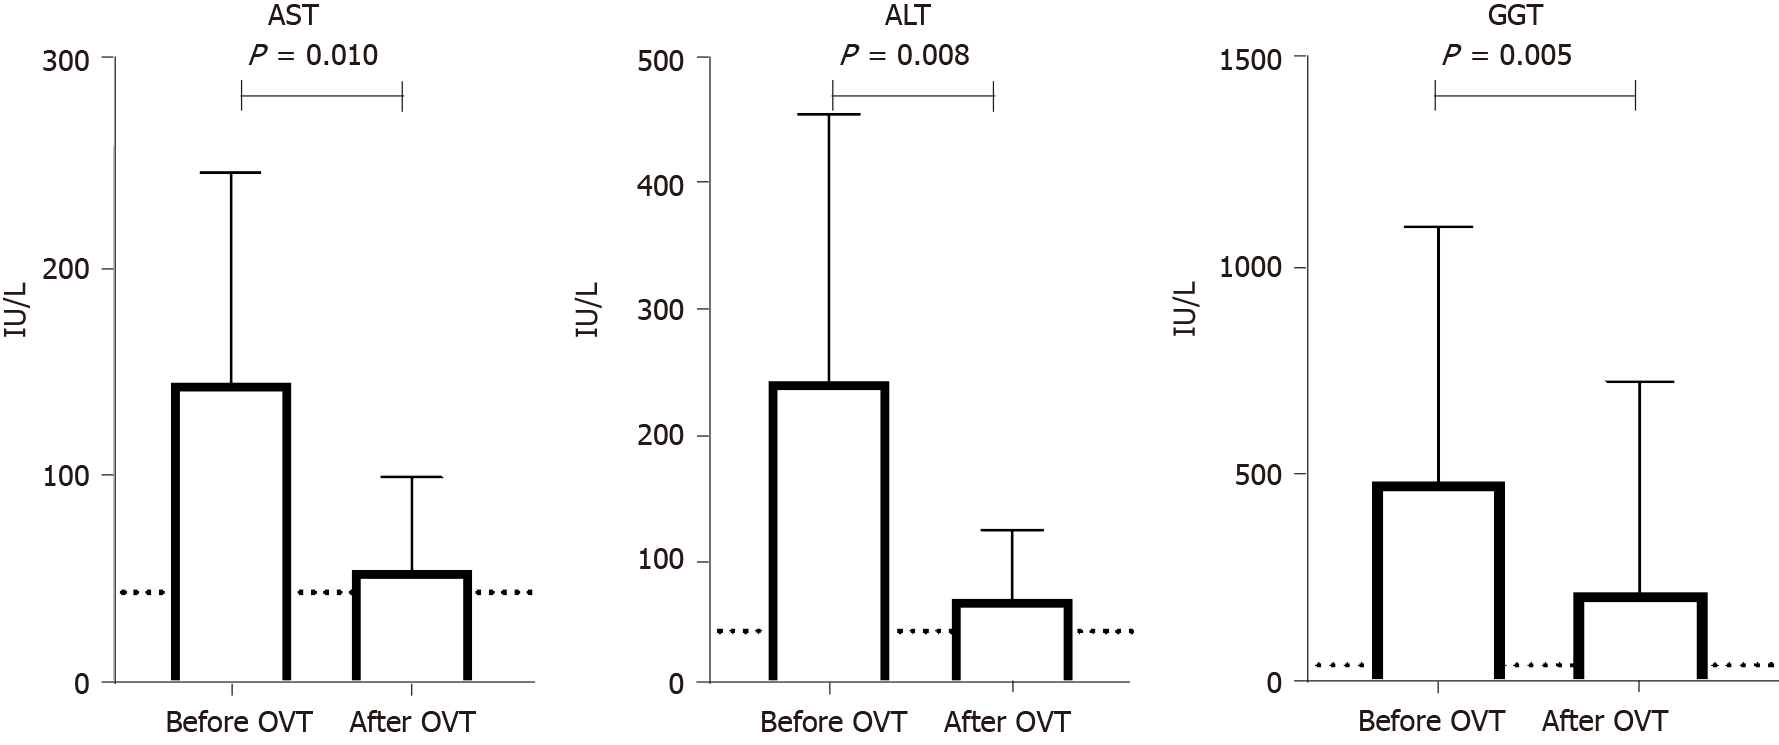 AST
P = 0.010
300
200
100
0
IU/L
Before OVT
After OVT
ALT
P = 0.008
500
400
300
200
100
0
IU/L
Before OVT
After OVT
GGT
P = 0.005
1500
1000
500
0
IU/L
Before OVT
After OVT